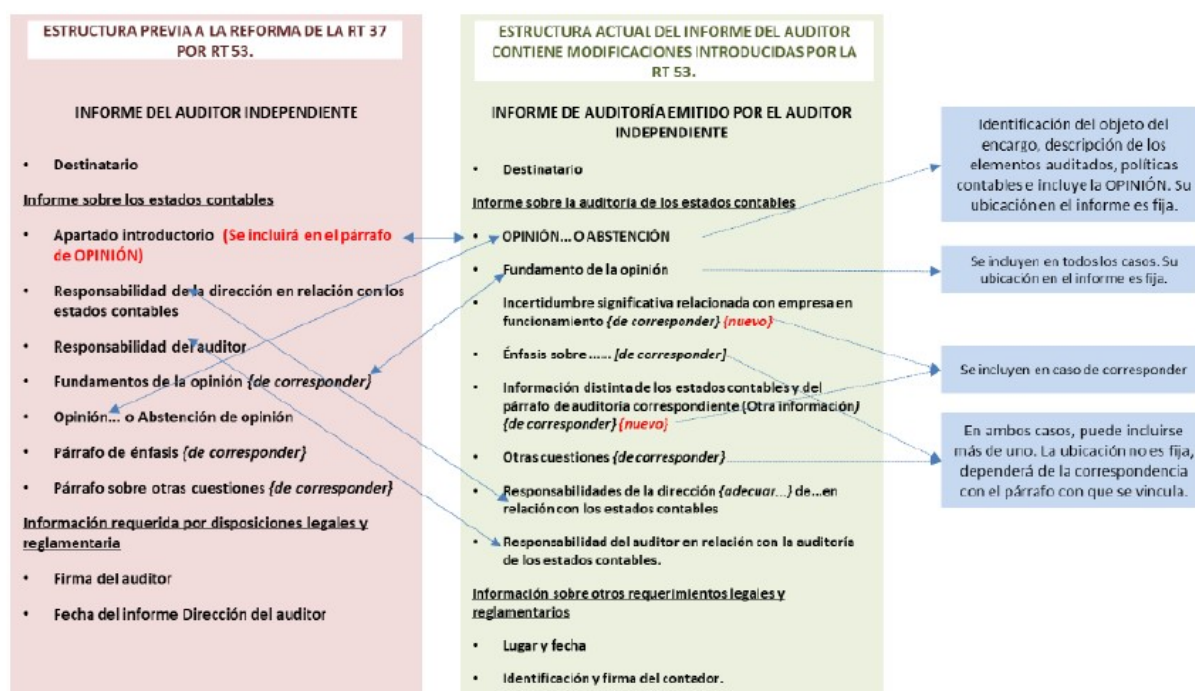 ESTRUCTURA PREVIA A LA REFORMA DE LA RT 37
POR RT 53.
INFORME DEL AUDITOR INDEPENDIENTE
• Destinatario
Informe sobre los estados contables
• Apartado introductorio (Se incluirá en el párrafo
de OPINIÓN)
• Responsabilidad de la dirección en relación con los
estados contables
• Responsabilidad del auditor
• Fundamentos de la opinión {de corresponder}
• Opinión... o Abstención de opinión
• Párrafo de énfasis {de corresponder}
• Párrafo sobre otras cuestiones {de corresponder}
Información requerida por disposiciones legales y
reglamentaria
• Firma del auditor
• Fecha del informe Dirección del auditor
ESTRUCTURA ACTUAL DEL INFORME DEL AUDITOR
CONTIENE MODIFICACIONES INTRODUCIDAS POR LA
RT 53.
INFORME DE AUDITORÍA EMITIDO POR EL AUDITOR
INDEPENDIENTE
• Destinatario
Informe sobre la auditoría de los estados contables
• OPINIÓN... O ABSTENCIÓN
• Fundamento de la opinión
• Incertidumbre significativa relacionada con empresa en
funcionamiento {de corresponder} {nuevo}
• Énfasis sobre ...... [de corresponder]
• Información distinta de los estados contables y del
párrafo de auditoría correspondiente (Otra información)
{de corresponder} {nuevo}
• Otras cuestiones {de corresponder}
• Responsabilidades de la dirección {adecuar...} de...en
relación con los estados contables
• Responsabilidad del auditor en relación con la auditoría
de los estados contables.
Información sobre otros requerimientos legales y
reglamentarios
• Lugar y fecha
• Identificación y firma del contador.
Identificación del objeto del
encargo, descripción de los
elementos auditados, políticas
contables e incluye la OPINIÓN. Su
ubicación en el informe es fija.
Se incluyen en todos los casos. Su
ubicación en el informe es fija.
Se incluyen en caso de corresponder
En ambos casos, puede incluirse
más de uno. La ubicación no es fija,
dependerá de la correspondencia
con el párrafo con que se vincula.